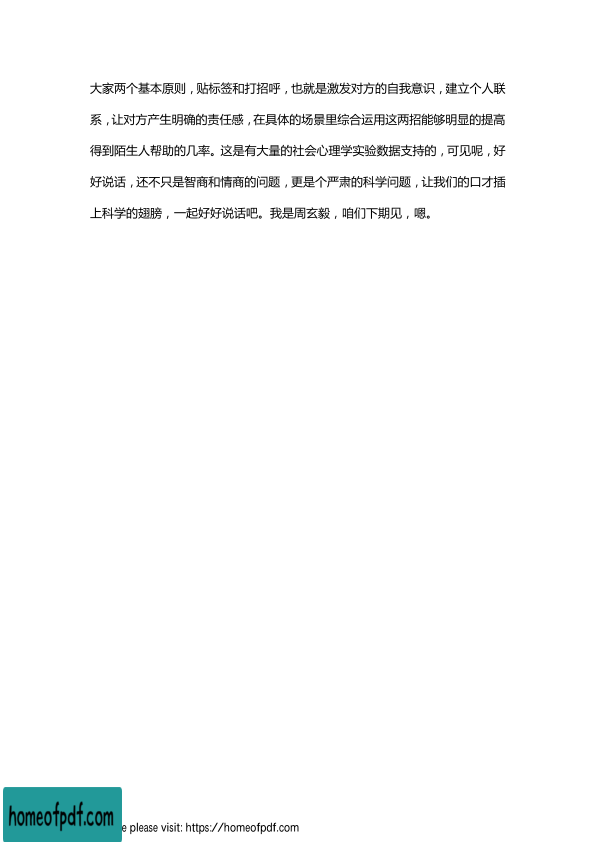 大家两个基本原则，贴标签和打招呼，也就是激发对方的自我意识，建立个人联
系，让对方产生明确的责任感，在具体的场景里综合运用这两招能够明显的提高
得到陌生人帮助的几率。这是有大量的社会心理学实验数据支持的，可见呢，好
好说话，还不只是智商和情商的问题，更是个严肃的科学问题，让我们的口才插
上科学的翅膀，一起好好说话吧。我是周玄毅，咱们下期见，嗯。
homeofpdf.com
e please visit: https://homeofpdf.com